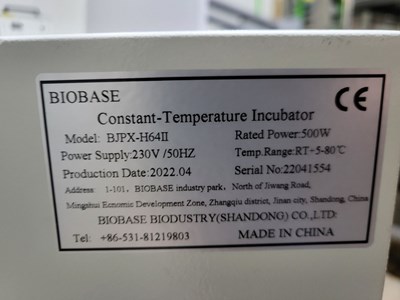 BIOBASE CE
Constant-Temperature Incubator
Model: BJPX-H64II Rated Power:500W
Power Supply:230V /50HZ Temp.Range:RT+5-80℃
Production Date:2022.04 Serial No:22041554
Address: 1-101, BIOBASE industry park, North of Jiwang Road,
Mingshui Ecnomic Development Zone, Zhangqiu district, Jinan city, Shandong, China
BIOBASE BIODUSTRY(SHANDONG) CO.,LTD:
Tel: +86-531-81219803 MADE IN CHINA